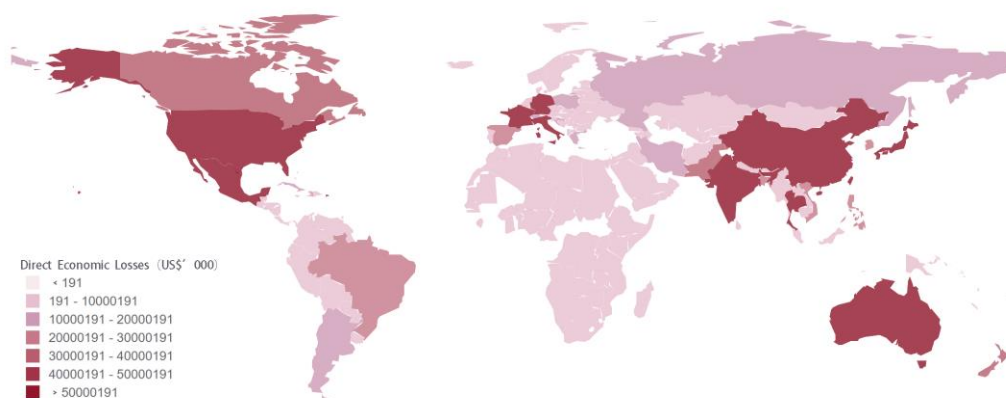 Direct Economic Losses (US$' 000)
< 191
191 - 10000191
10000191 - 20000191
20000191 - 30000191
30000191 - 40000191
40000191 - 50000191
> 50000191